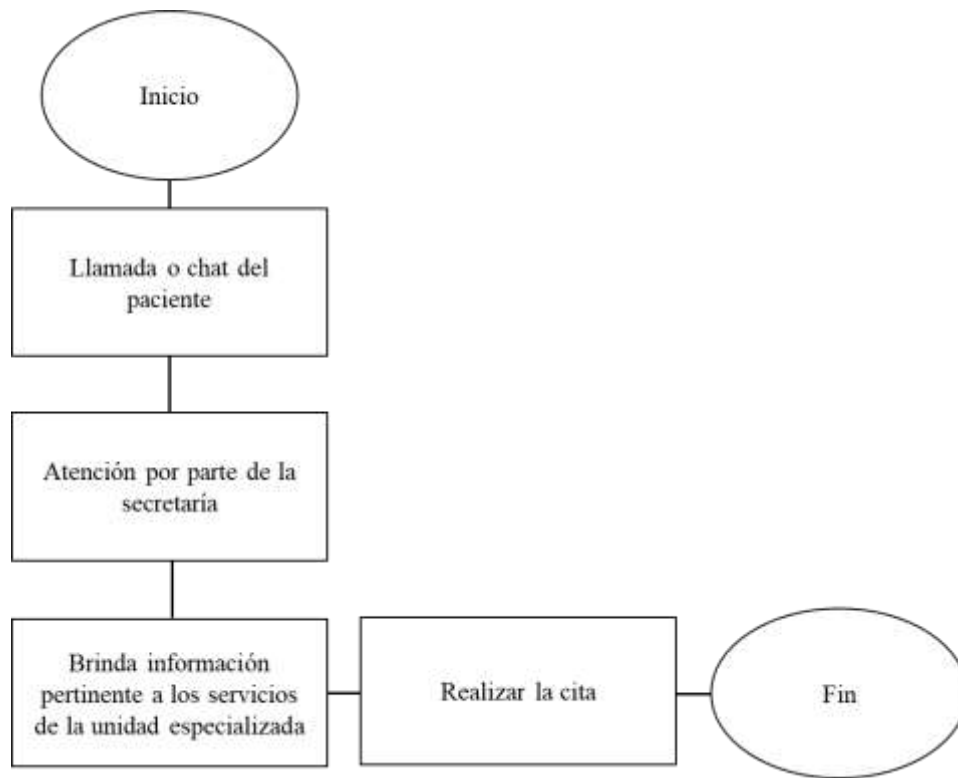 Inicio
Llamada o chat del
paciente
Atención por parte de la
secretaría
Brinda información
pertinente a los servicios
de la unidad especializada
Realizar la cita
Fin